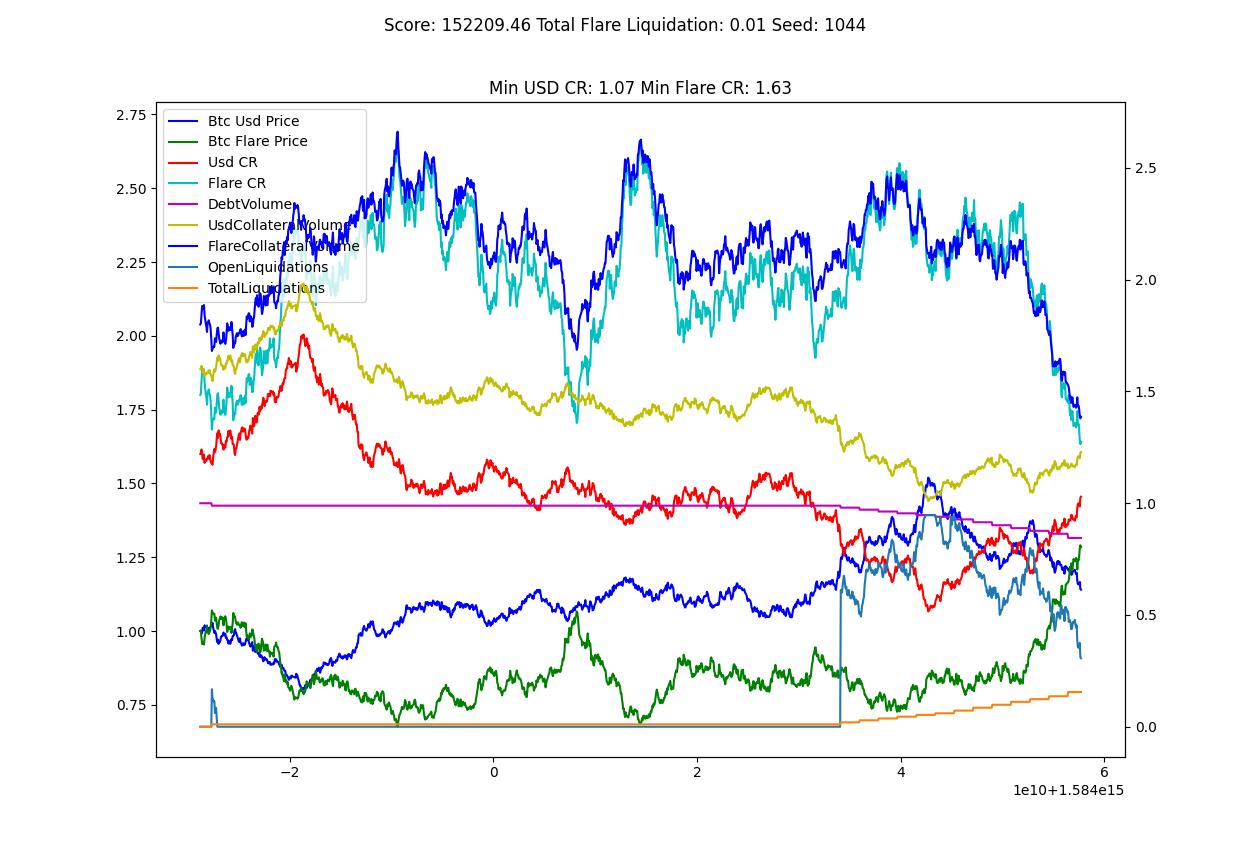 Score: 152209.46 Total Flare Liquidation: 0.01 Seed: 1044
Min USD CR: 1.07 Min Flare CR: 1.63
Btc Usd Price
Btc Flare Price
Usd CR
Flare CR
DebtVolume
UsdCollateralVolume
FlareCollateralVolume
OpenLiquidations
TotalLiquidations
2.75
2.50
2.25
2.00
1.75
1.50
1.25
1.00
0.75
2.5
2.0
1.5
1.0
0.5
0.0
−2
0
2
4
6
1e10+1.584e15